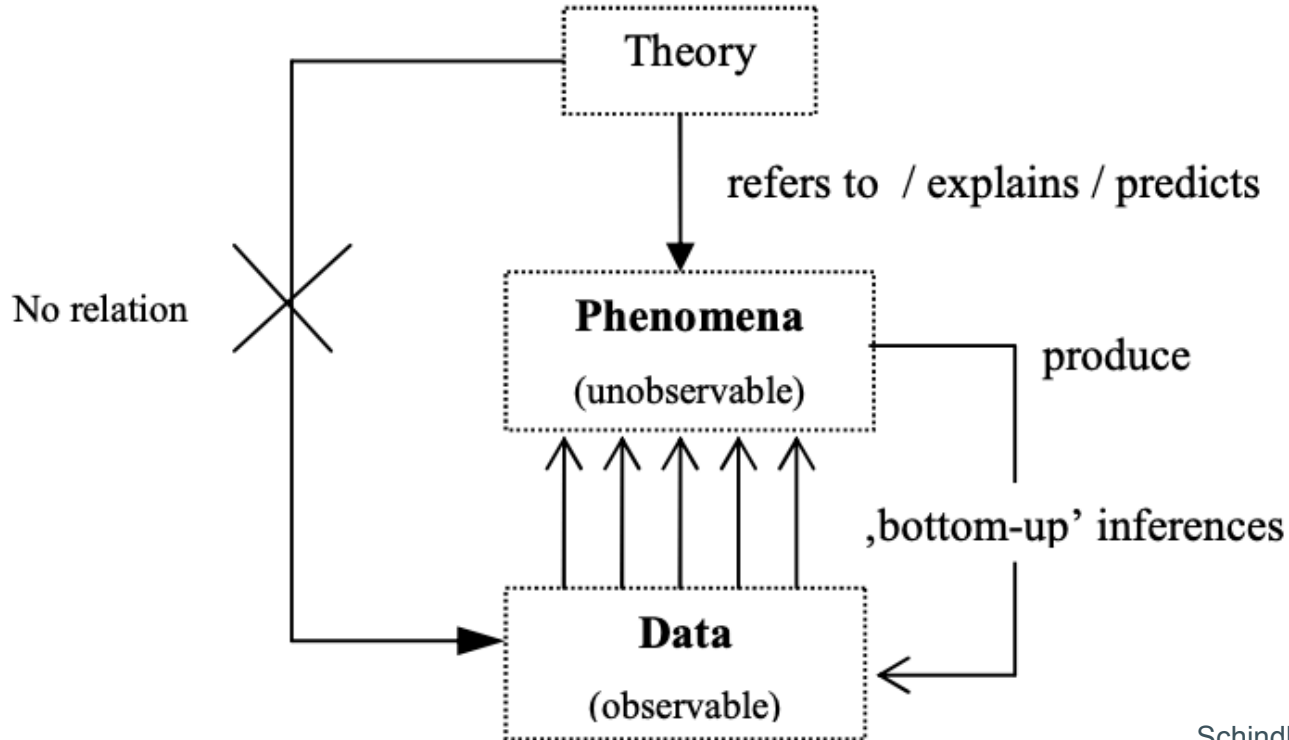 Theory
refers to / explains / predicts
No relation
Phenomena
(unobservable)
produce
‚bottom-up’ inferences
Data
(observable)